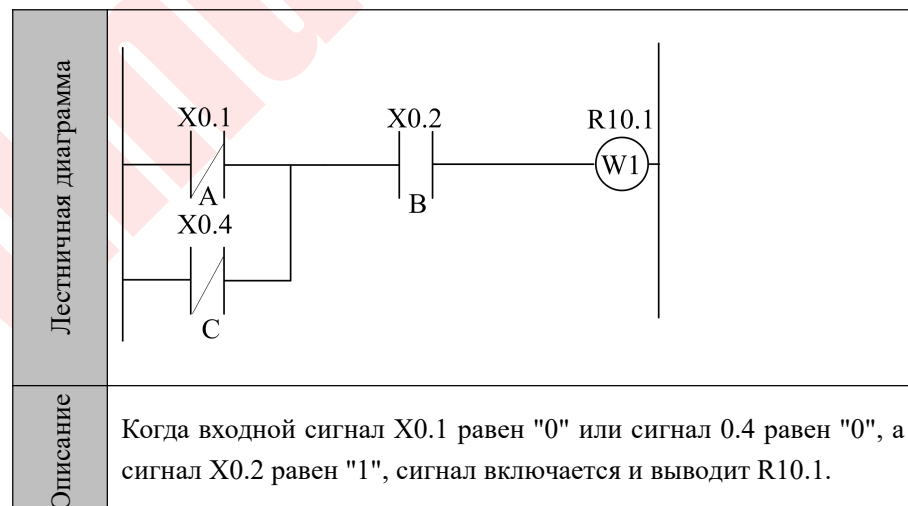 Лестничная диаграмма
X0.1 X0.2 R10.1
W1
A B
X0.4
C
Описание
Когда входной сигнал X0.1 равен "0" или сигнал 0.4 равен "0", а
сигнал X0.2 равен "1", сигнал включается и выводит R10.1.